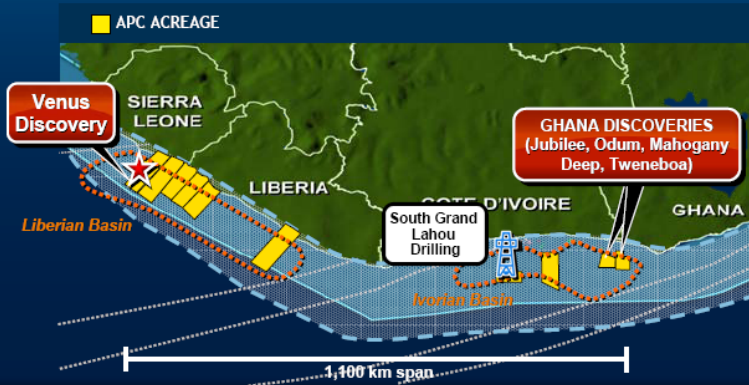 APC ACREAGE
Venus
Discovery
SIERRA
LEONE
GHANA DISCOVERIES
(Jubilee, Odum, Mahogany
Deep, Tweneboa)
LIBERIA
COTE D'IVOIRE
South Grand
Lahou
Drilling
GHANA
Liberian Basin
Ivorian Basin
1,100 km span